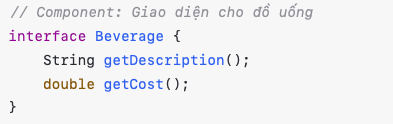 // Component: Giao diện cho đồ uống
interface Beverage {
    String getDescription();
    double getCost();
}